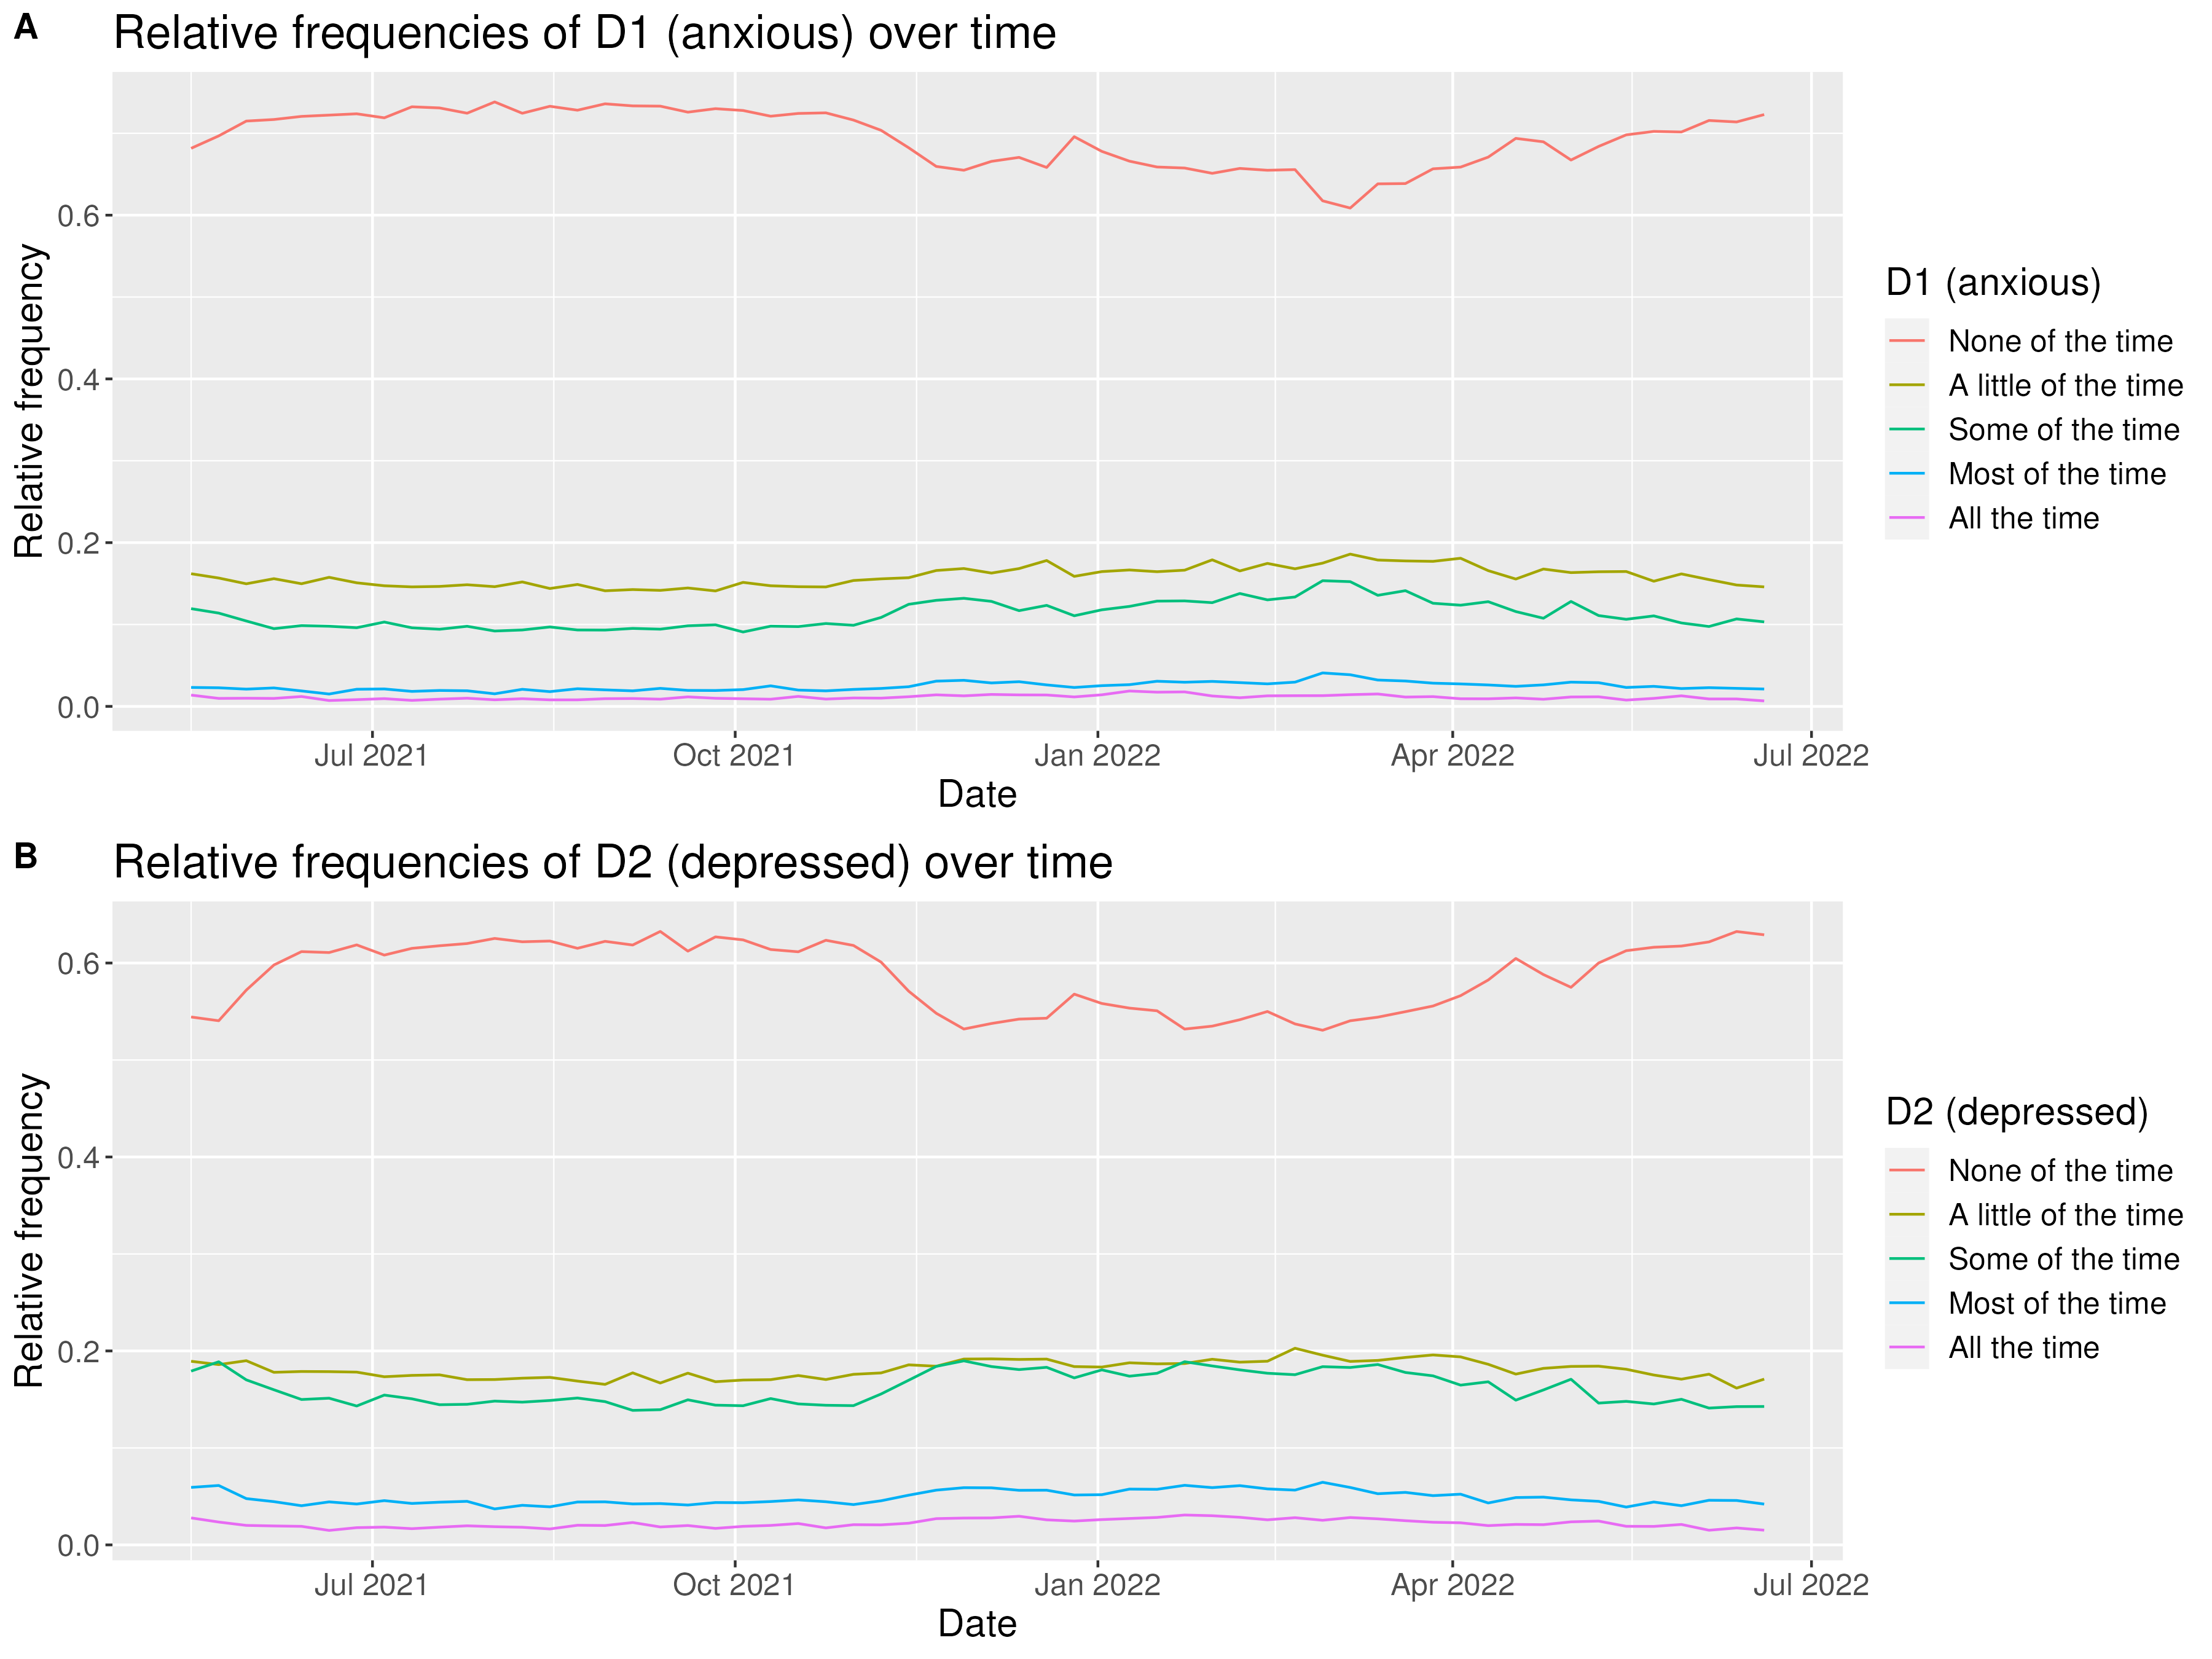 A
Relative frequencies of D1 (anxious) over time
Relative frequency
0.6
0.4
0.2
0.0
Jul 2021
Oct 2021
Jan 2022
Apr 2022
Jul 2022
Date
D1 (anxious)
None of the time
A little of the time
Some of the time
Most of the time
All the time
B
Relative frequencies of D2 (depressed) over time
Relative frequency
0.6
0.4
0.2
0.0
Jul 2021
Oct 2021
Jan 2022
Apr 2022
Jul 2022
Date
D2 (depressed)
None of the time
A little of the time
Some of the time
Most of the time
All the time